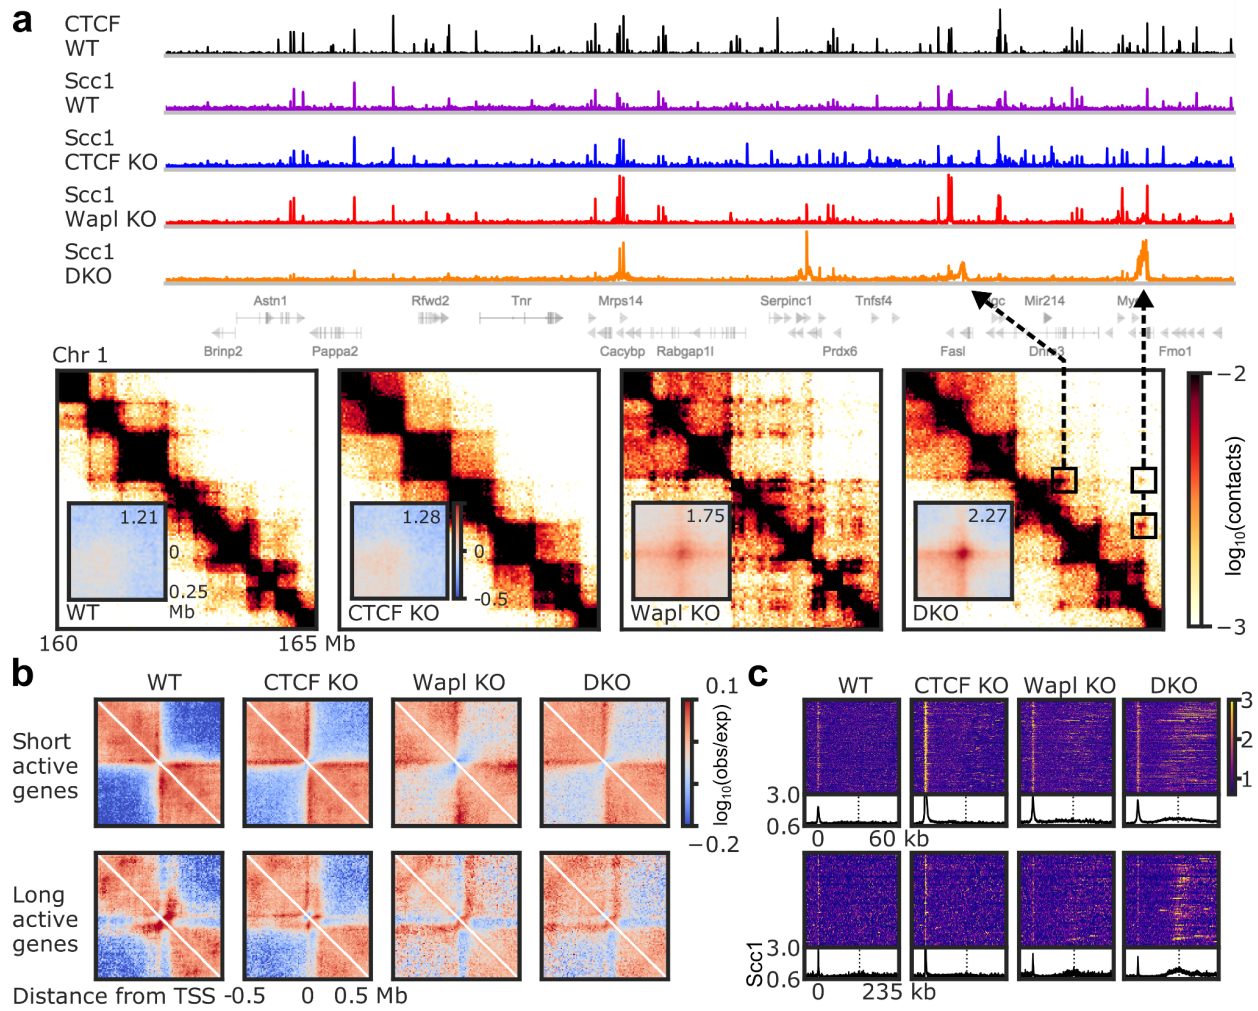 a
CTCF
WT
Scc1
WT
Scc1
CTCF KO
Scc1
Wapl KO
Scc1
DKO
Astn1 Rfwd2 Tnr Mrps14 Serpinc1 Tnfsf4 Mir214
Brinp2 Pappa2 Cacybp Rabgap1l Prdx6 Fasl Fmo1
Chr 1
1.21 1.28 1.75 2.27
0 0
0.25 -0.5
Mb
WT CTCF KO Wapl KO DKO
160 165 Mb
−2
log10(contacts)
−3
b
WT CTCF KO Wapl KO DKO
Short
active
genes
Long
active
genes
0.1
log10(obs/exp)
−0.2
Distance from TSS -0.5 0 0.5 Mb
c
WT CTCF KO Wapl KO DKO
3
2
1
3.0
0.6
0 60 kb
Scc1
3.0
0.6
0 235 kb